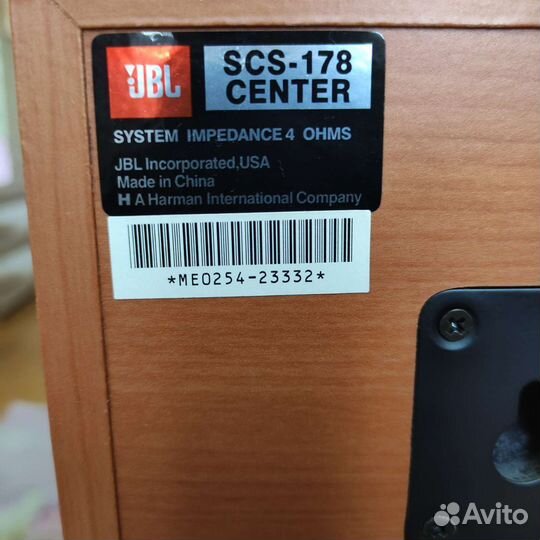 JBL
SCS-178
CENTER
SYSTEM IMPEDANCE 4 OHMS
JBL Incorporated,USA
Made in China
H A Harman International Company
*ME0254-23332*
Avito